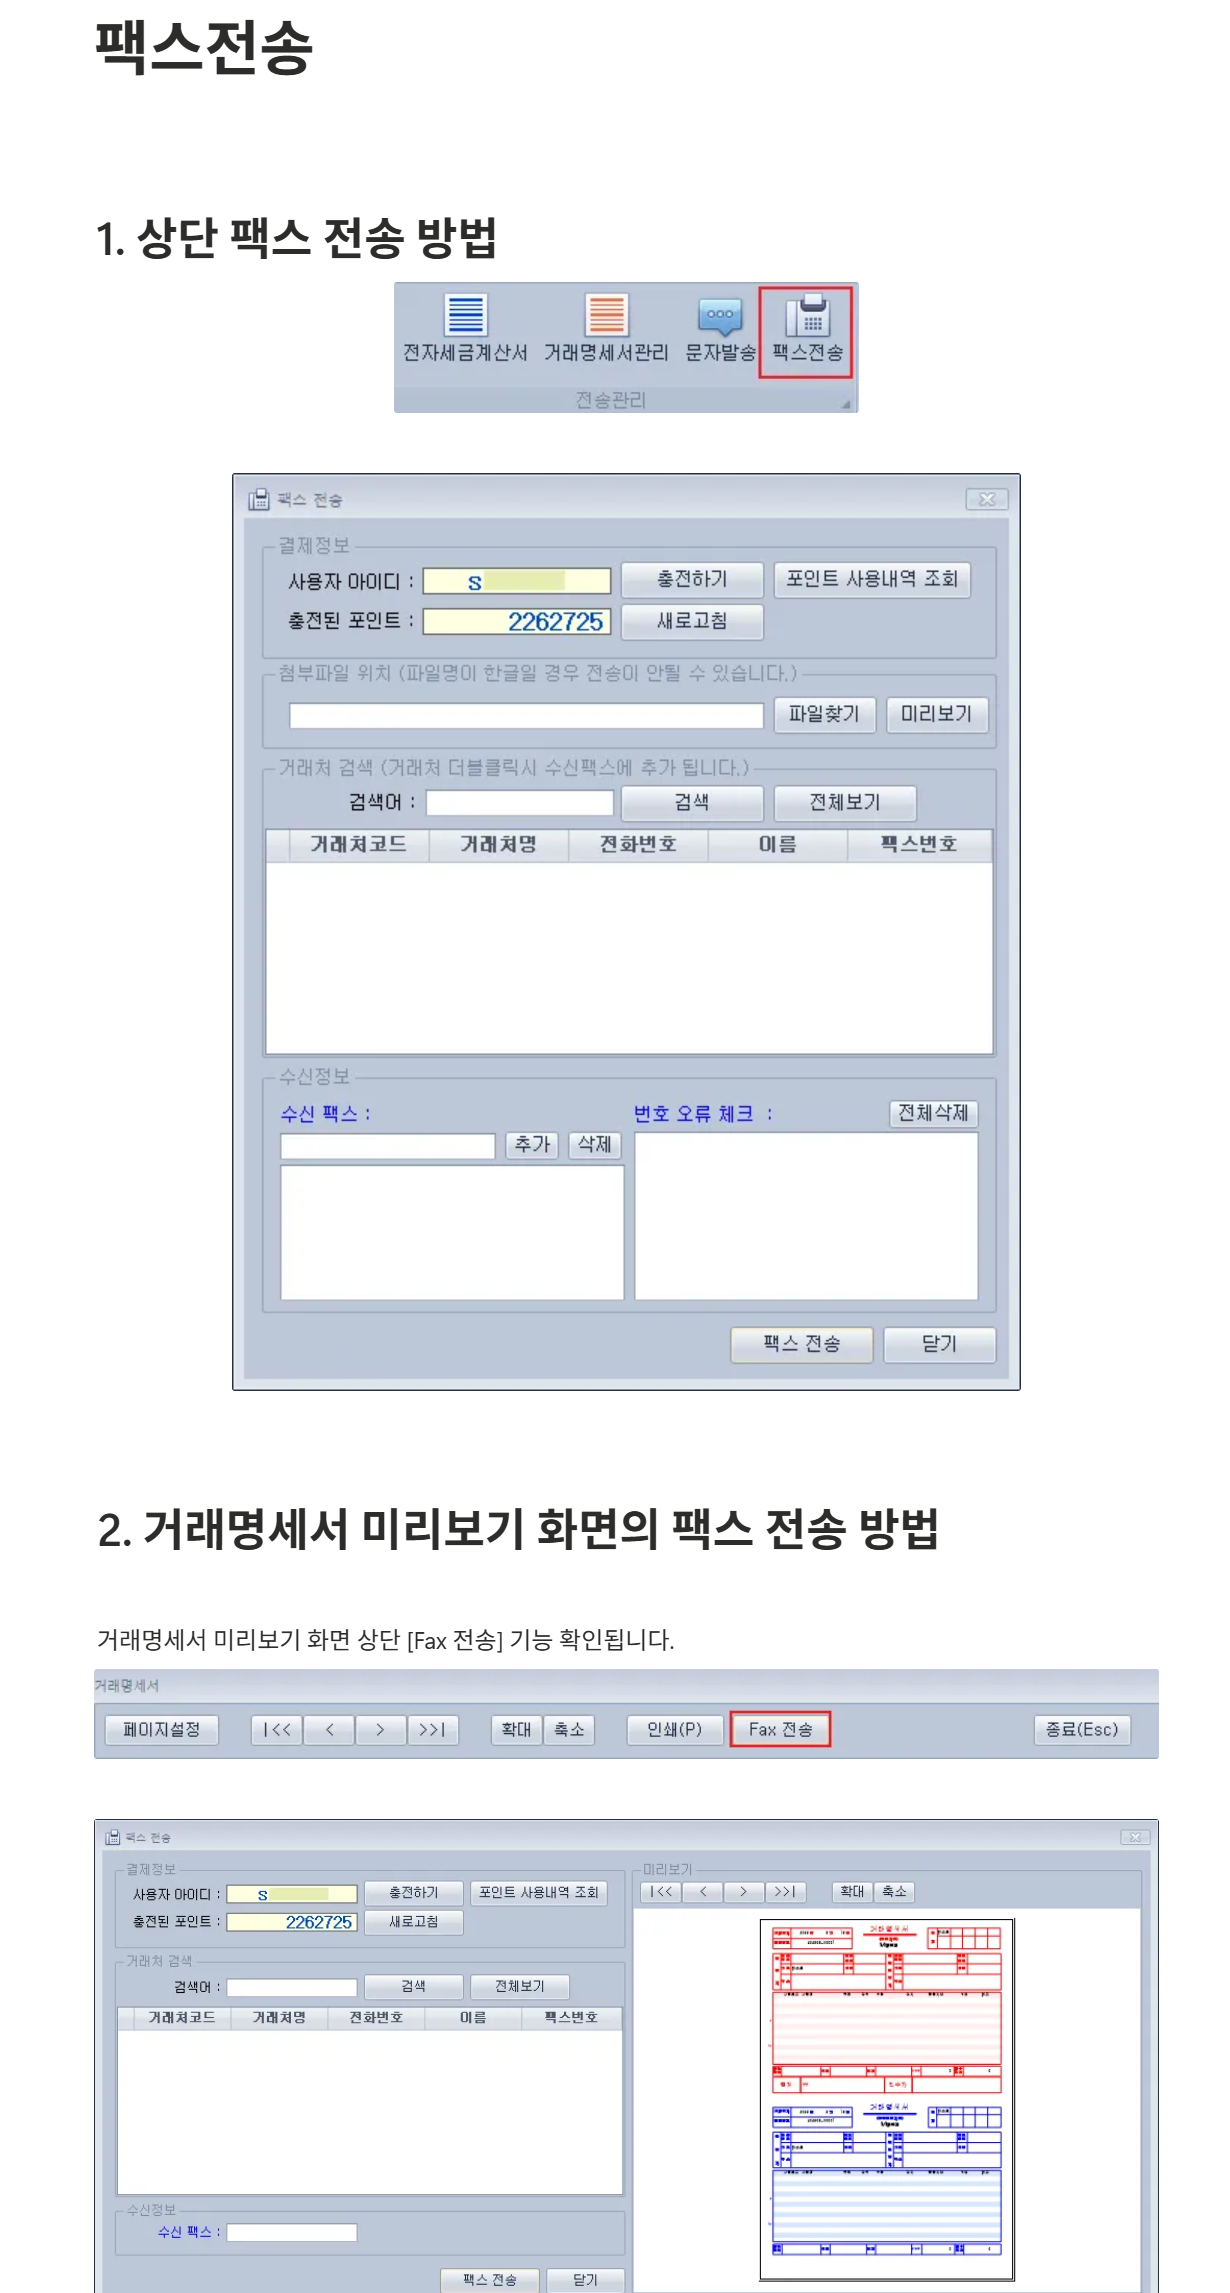 팩스전송
1. 상단 팩스 전송 방법
전자세금계산서 거래명세서관리 문자발송 팩스전송
전송관리
팩스 전송
결제정보
사용자 아이디 : S 충전하기 포인트 사용내역 조회
충전된 포인트 : 2262725 새로고침
첨부파일 위치 (파일명이 한글일 경우 전송이 안될 수 있습니다.)
파일찾기 미리보기
거래처 검색 (거래처 더블클릭시 수신팩스에 추가 됩니다.)
검색어 : 검색 전체보기
거래처코드 거래처명 전화번호 이름 팩스번호
수신정보
수신 팩스 : 번호 오류 체크 : 전체삭제
추가 삭제
팩스 전송 닫기
2. 거래명세서 미리보기 화면의 팩스 전송 방법
거래명세서 미리보기 화면 상단 [Fax 전송] 기능 확인됩니다.
거래명세서
페이지설정 |<< < > >>| 확대 축소 인쇄(P) Fax 전송 종료(Esc)
팩스 전송
결제정보
사용자 아이디 : S 충전하기 포인트 사용내역 조회
충전된 포인트 : 2262725 새로고침
거래처 검색
검색어 : 검색 전체보기
거래처코드 거래처명 전화번호 이름 팩스번호
수신정보
수신 팩스 :
팩스 전송 닫기
미리보기
|<< < > >>| 확대 축소
거래명세서
거래명세서